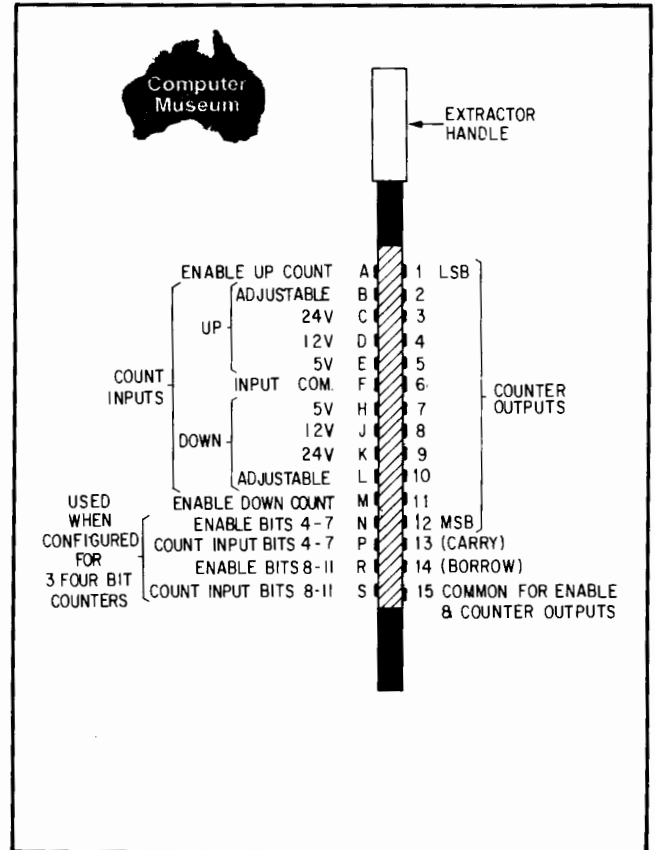 Computer
Museum
EXTRACTOR
HANDLE
ENABLE UP COUNT A 1 LSB
ADJUSTABLE B 2
24V C 3
UP
12V D 4
5V E 5
COUNT
INPUTS
INPUT COM. F 6
COUNTER
OUTPUTS
5V H 7
12V J 8
DOWN
24V K 9
ADJUSTABLE L 10
ENABLE DOWN COUNT M 11
USED
WHEN
CONFIGURED
FOR
3 FOUR BIT
COUNTERS
ENABLE BITS 4-7 N 12 MSB
COUNT INPUT BITS 4-7 P 13 (CARRY)
ENABLE BITS 8-11 R 14 (BORROW)
COUNT INPUT BITS 8-11 S 15 COMMON FOR ENABLE
& COUNTER OUTPUTS